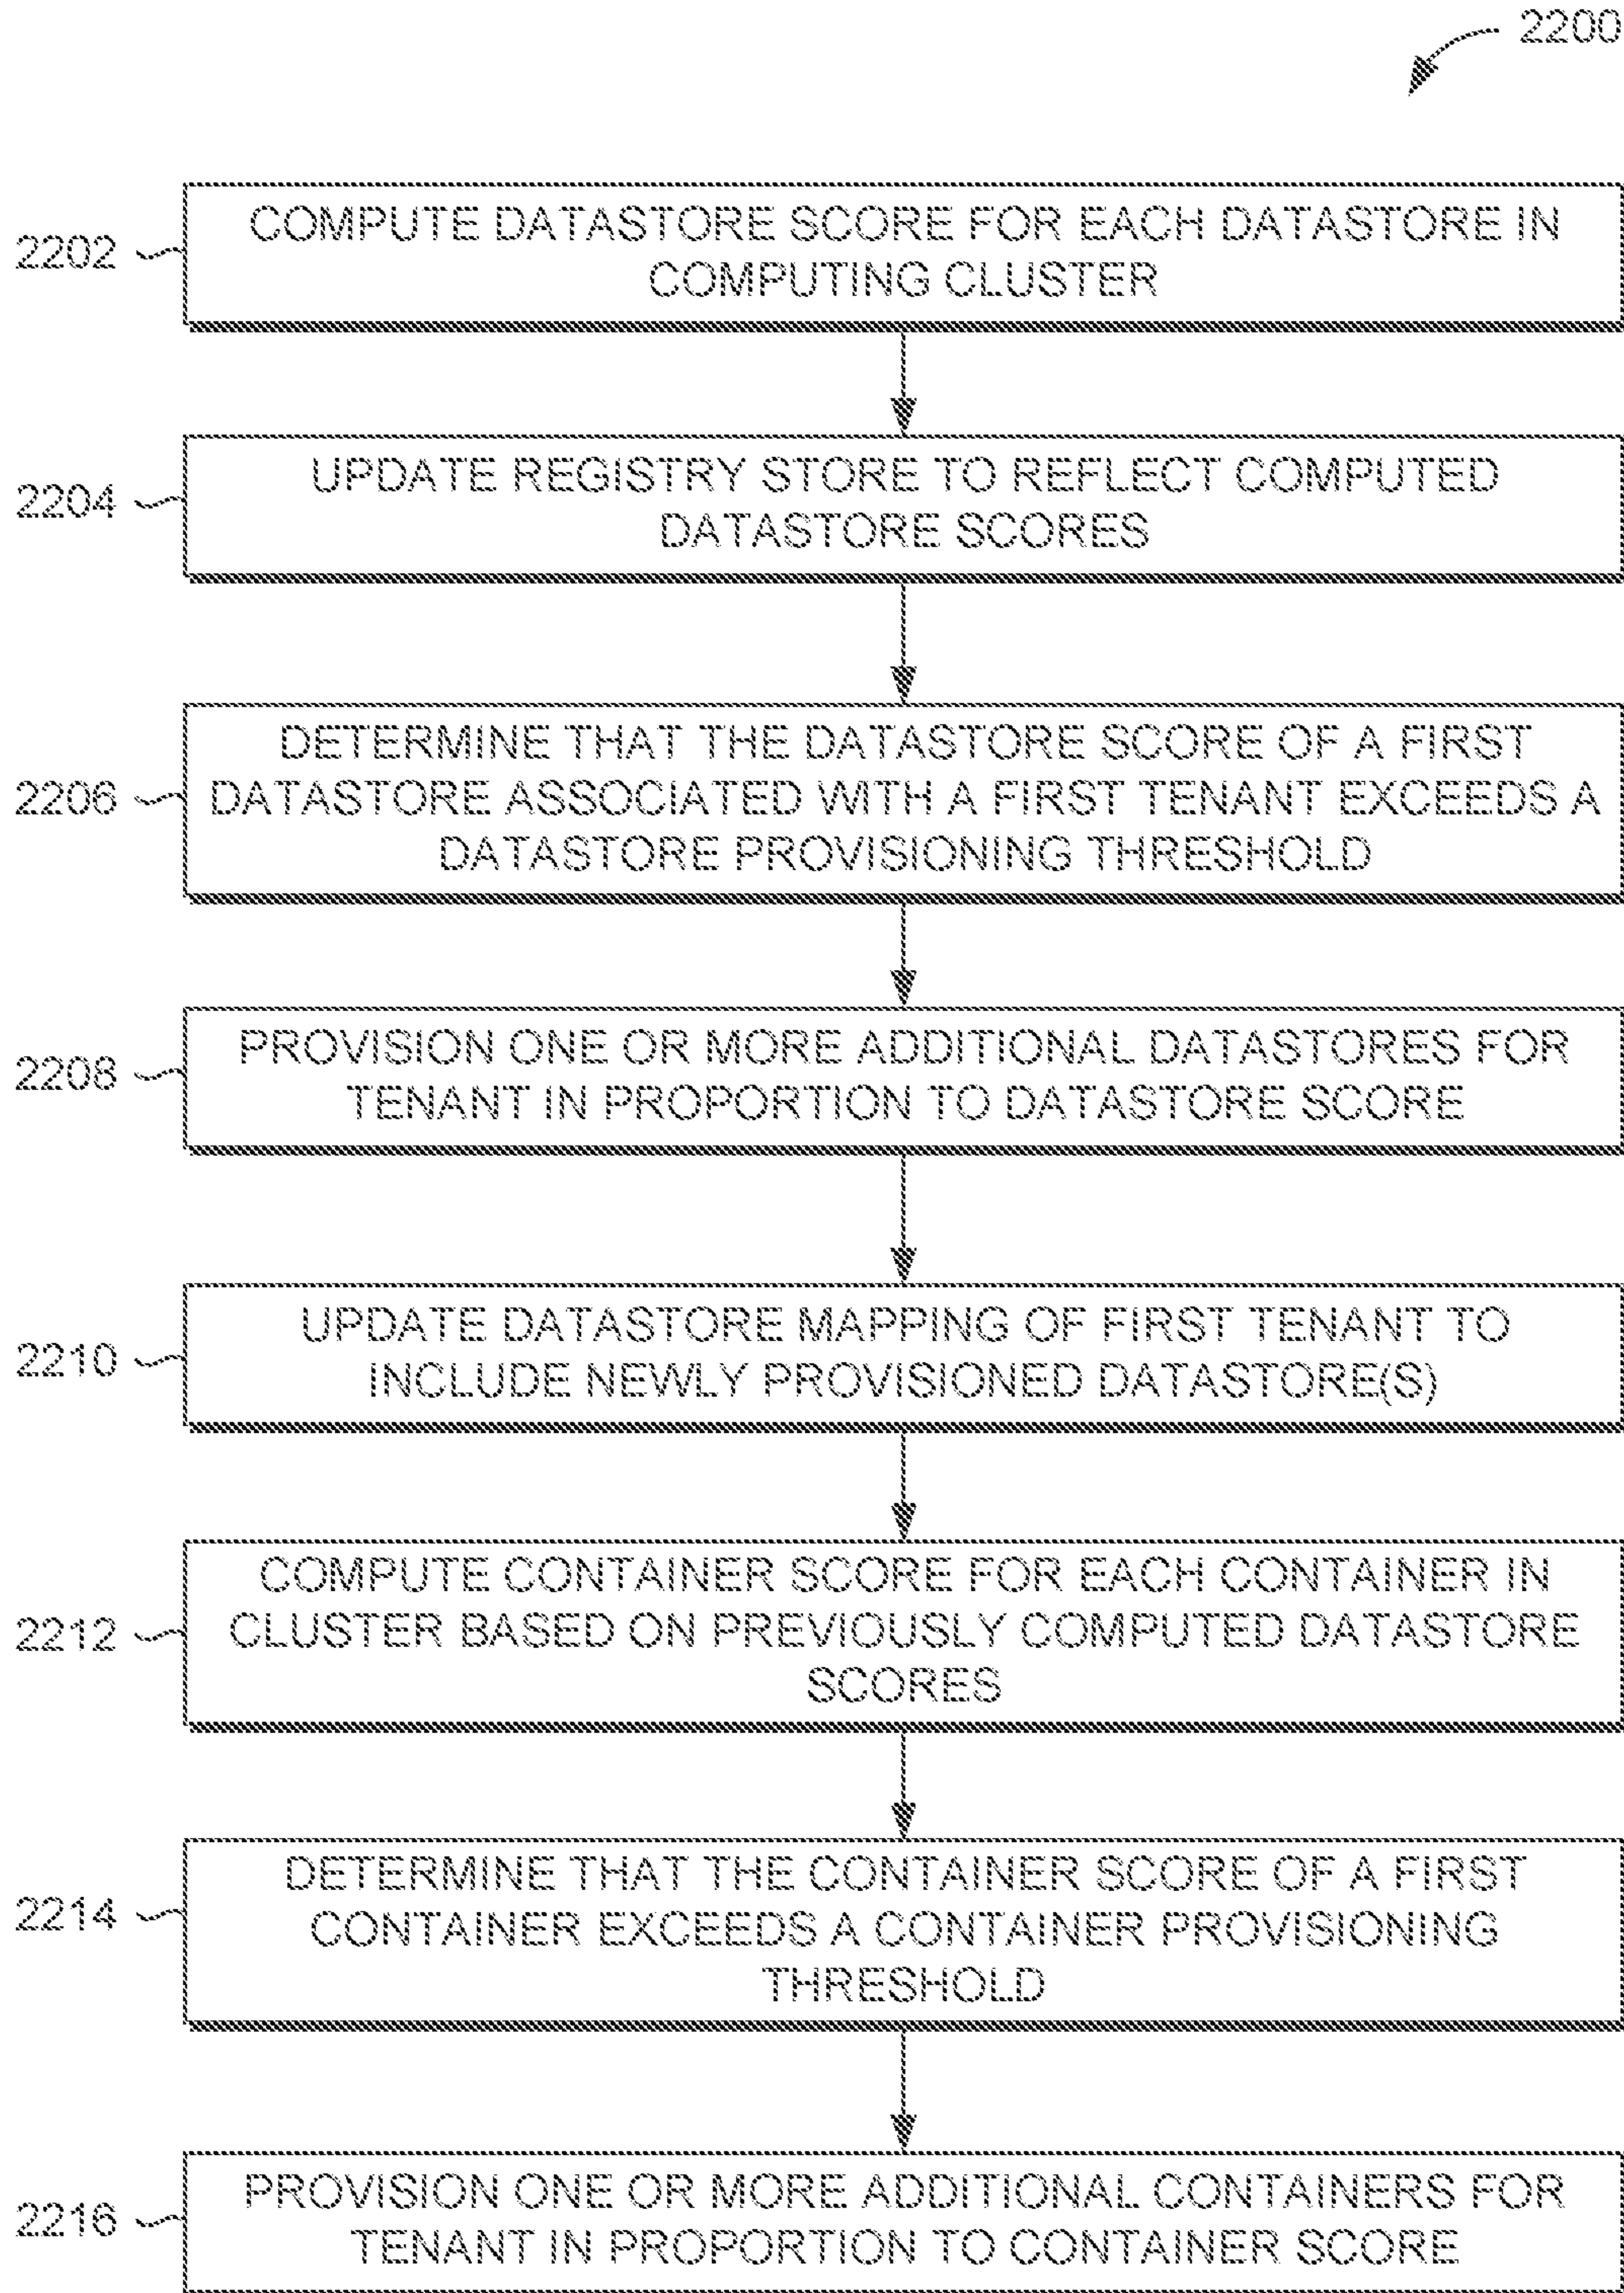 2200
2202
COMPUTE DATASTORE SCORE FOR EACH DATASTORE IN
COMPUTING CLUSTER
2204
UPDATE REGISTRY STORE TO REFLECT COMPUTED
DATASTORE SCORES
2206
DETERMINE THAT THE DATASTORE SCORE OF A FIRST
DATASTORE ASSOCIATED WITH A FIRST TENANT EXCEEDS A
DATASTORE PROVISIONING THRESHOLD
2208
PROVISION ONE OR MORE ADDITIONAL DATASTORES FOR
TENANT IN PROPORTION TO DATASTORE SCORE
2210
UPDATE DATASTORE MAPPING OF FIRST TENANT TO
INCLUDE NEWLY PROVISIONED DATASTORE(S)
2212
COMPUTE CONTAINER SCORE FOR EACH CONTAINER IN
CLUSTER BASED ON PREVIOUSLY COMPUTED DATASTORE
SCORES
2214
DETERMINE THAT THE CONTAINER SCORE OF A FIRST
CONTAINER EXCEEDS A CONTAINER PROVISIONING
THRESHOLD
2216
PROVISION ONE OR MORE ADDITIONAL CONTAINERS FOR
TENANT IN PROPORTION TO CONTAINER SCORE